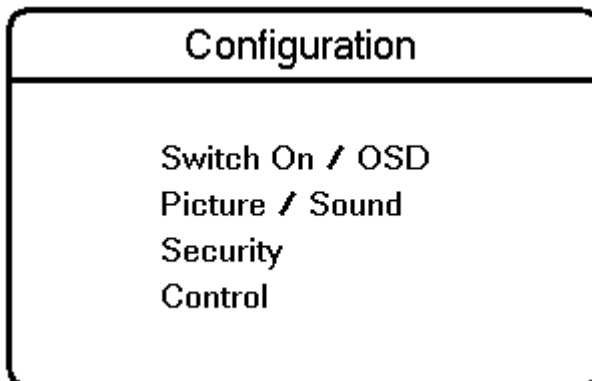 Configuration
Switch On / OSD
Picture / Sound
Security
Control